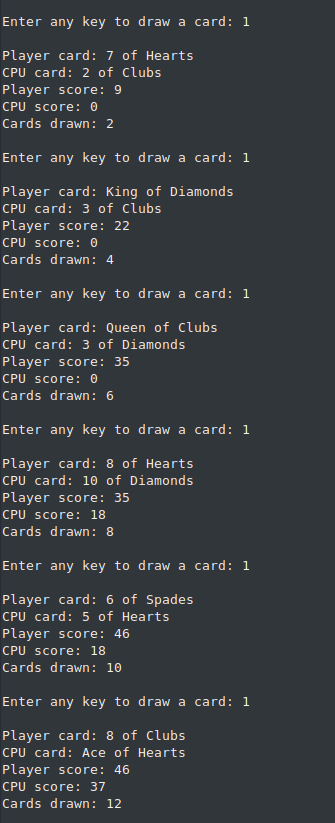 Enter any key to draw a card: 1
Player card: 7 of Hearts
CPU card: 2 of Clubs
Player score: 9
CPU score: 0
Cards drawn: 2
Enter any key to draw a card: 1
Player card: King of Diamonds
CPU card: 3 of Clubs
Player score: 22
CPU score: 0
Cards drawn: 4
Enter any key to draw a card: 1
Player card: Queen of Clubs
CPU card: 3 of Diamonds
Player score: 35
CPU score: 0
Cards drawn: 6
Enter any key to draw a card: 1
Player card: 8 of Hearts
CPU card: 10 of Diamonds
Player score: 35
CPU score: 18
Cards drawn: 8
Enter any key to draw a card: 1
Player card: 6 of Spades
CPU card: 5 of Hearts
Player score: 46
CPU score: 18
Cards drawn: 10
Enter any key to draw a card: 1
Player card: 8 of Clubs
CPU card: Ace of Hearts
Player score: 46
CPU score: 37
Cards drawn: 12